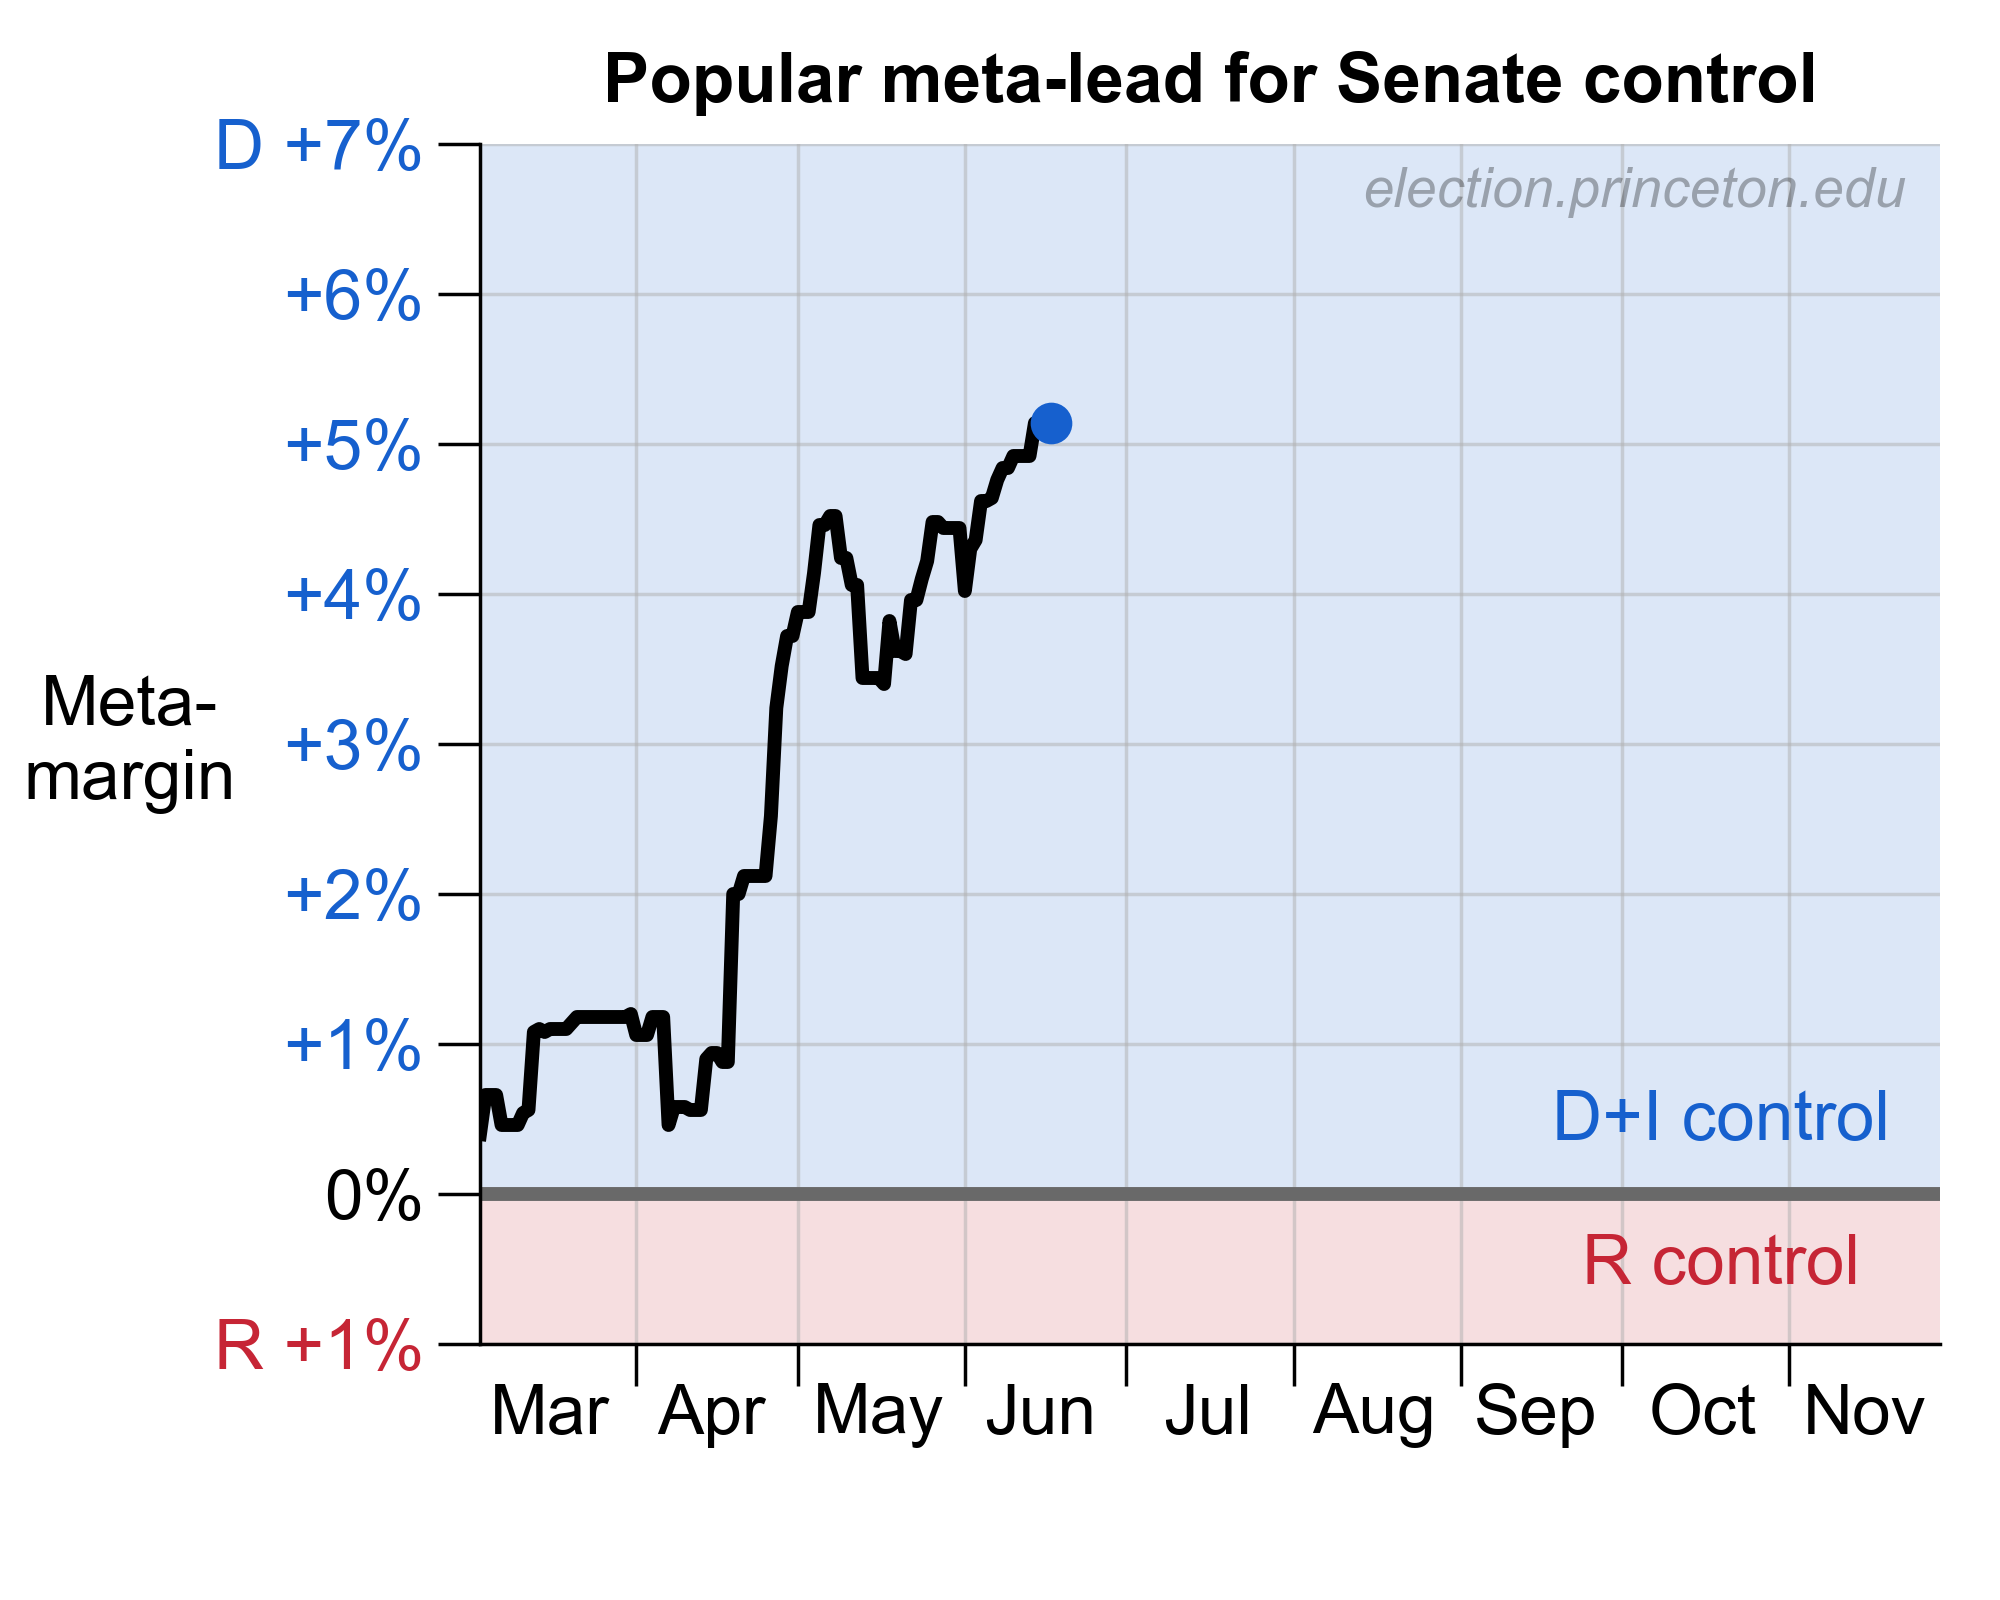 Popular meta-lead for Senate control
D +7%
election.princeton.edu
+6%
+5%
+4%
Meta-
margin
+3%
+2%
+1%
D+I control
0%
R control
R +1%
Mar Apr May Jun Jul Aug Sep Oct Nov